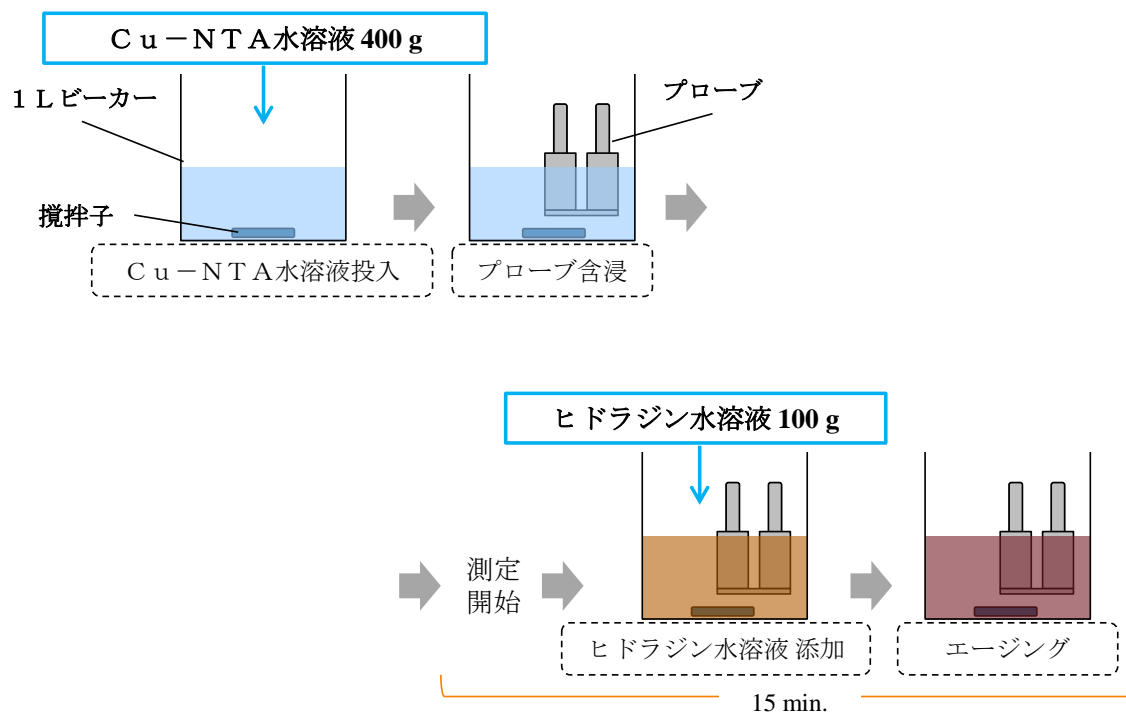 Ｃｕ－ＮＴＡ水溶液 400 g
１Ｌビーカー
プローブ
撹拌子
Ｃｕ－ＮＴＡ水溶液投入
プローブ含浸
ヒドラジン水溶液 100 g
測定
開始
ヒドラジン水溶液 添加
エージング
15 min.